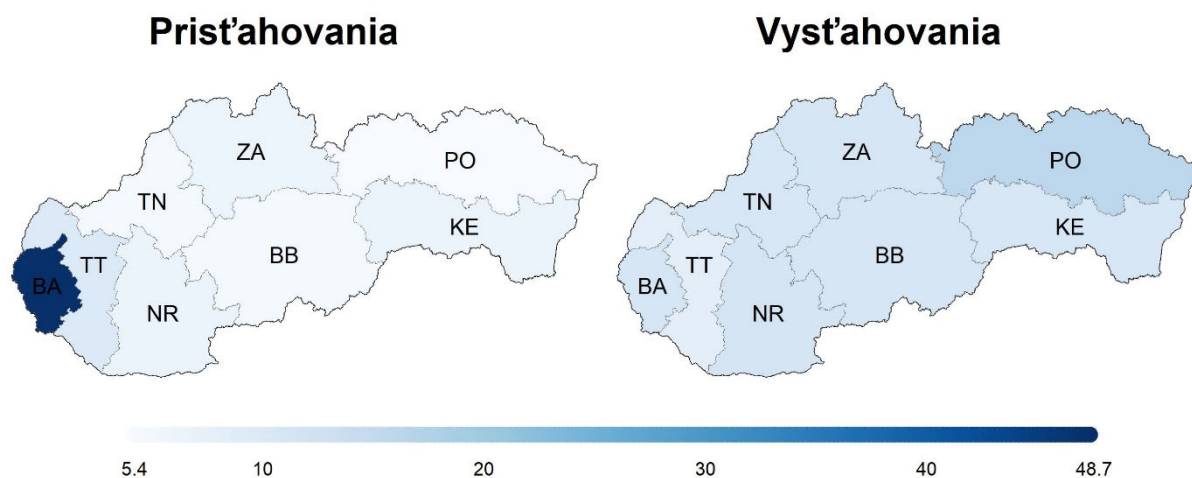 Prisťahovania
Vysťahovania
ZA
PO
TN
KE
BB
TT
BA
NR
ZA
PO
TN
KE
BB
TT
BA
NR
5.4 10 20 30 40 48.7